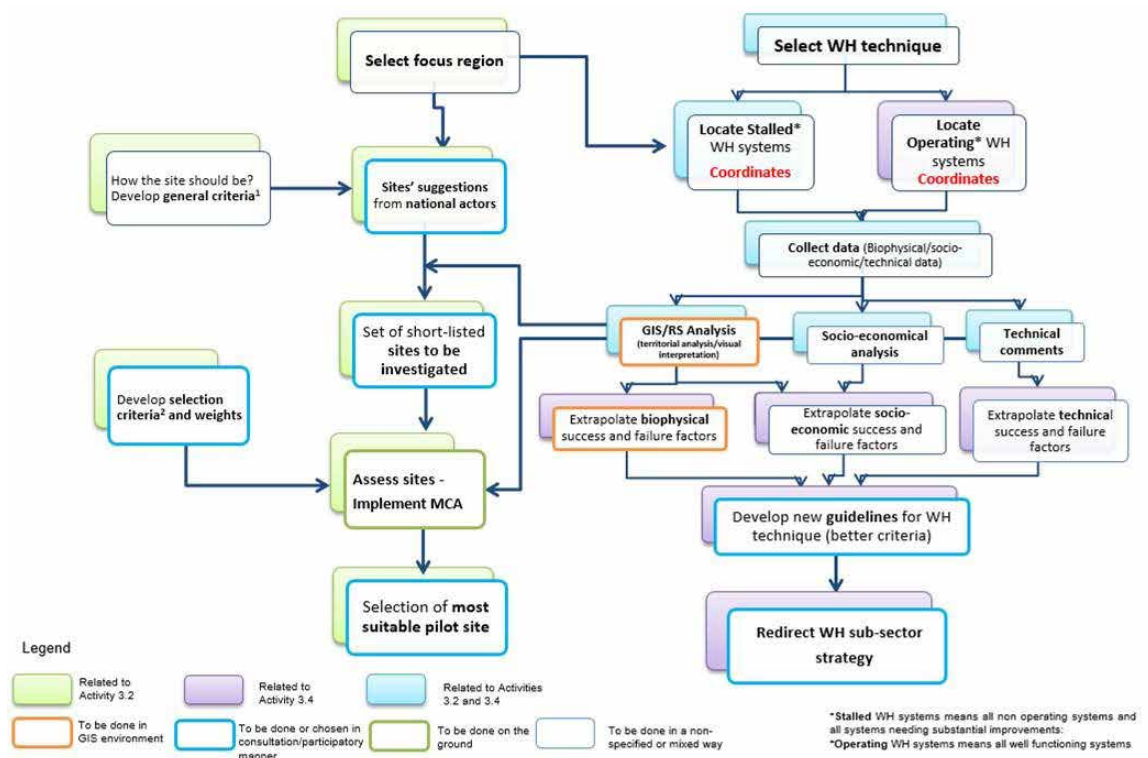 Select focus region
Select WH technique
Locate Stalled*
WH systems
Coordinates
Locate
Operating* WH
systems
Coordinates
How the site should be?
Develop general criteria¹
Sites' suggestions
from national actors
Collect data (Biophysical/socio-
economic/technical data)
Set of short-listed
sites to be
investigated
GIS/RS Analysis
(territorial analysis/visual
interpretation)
Socio-economical
analysis
Technical
comments
Develop selection
criteria² and weights
Extrapolate biophysical
success and failure factors
Extrapolate socio-
economic success and
failure factors
Extrapolate technical
success and failure
factors
Assess sites -
Implement MCA
Develop new guidelines for WH
technique (better criteria)
Selection of most
suitable pilot site
Redirect WH sub-sector
strategy
Legend
Related to
Activity 3.2
Related to
Activity 3.4
Related to Activities
3.2 and 3.4
To be done in
GIS environment
To be done or chosen in
consultation/participatory
manner
To be done on the
ground
To be done in a non-
specified or mixed way
*Stalled WH systems means all non operating systems and
all systems needing substantial improvements:
*Operating WH systems means all well functioning systems